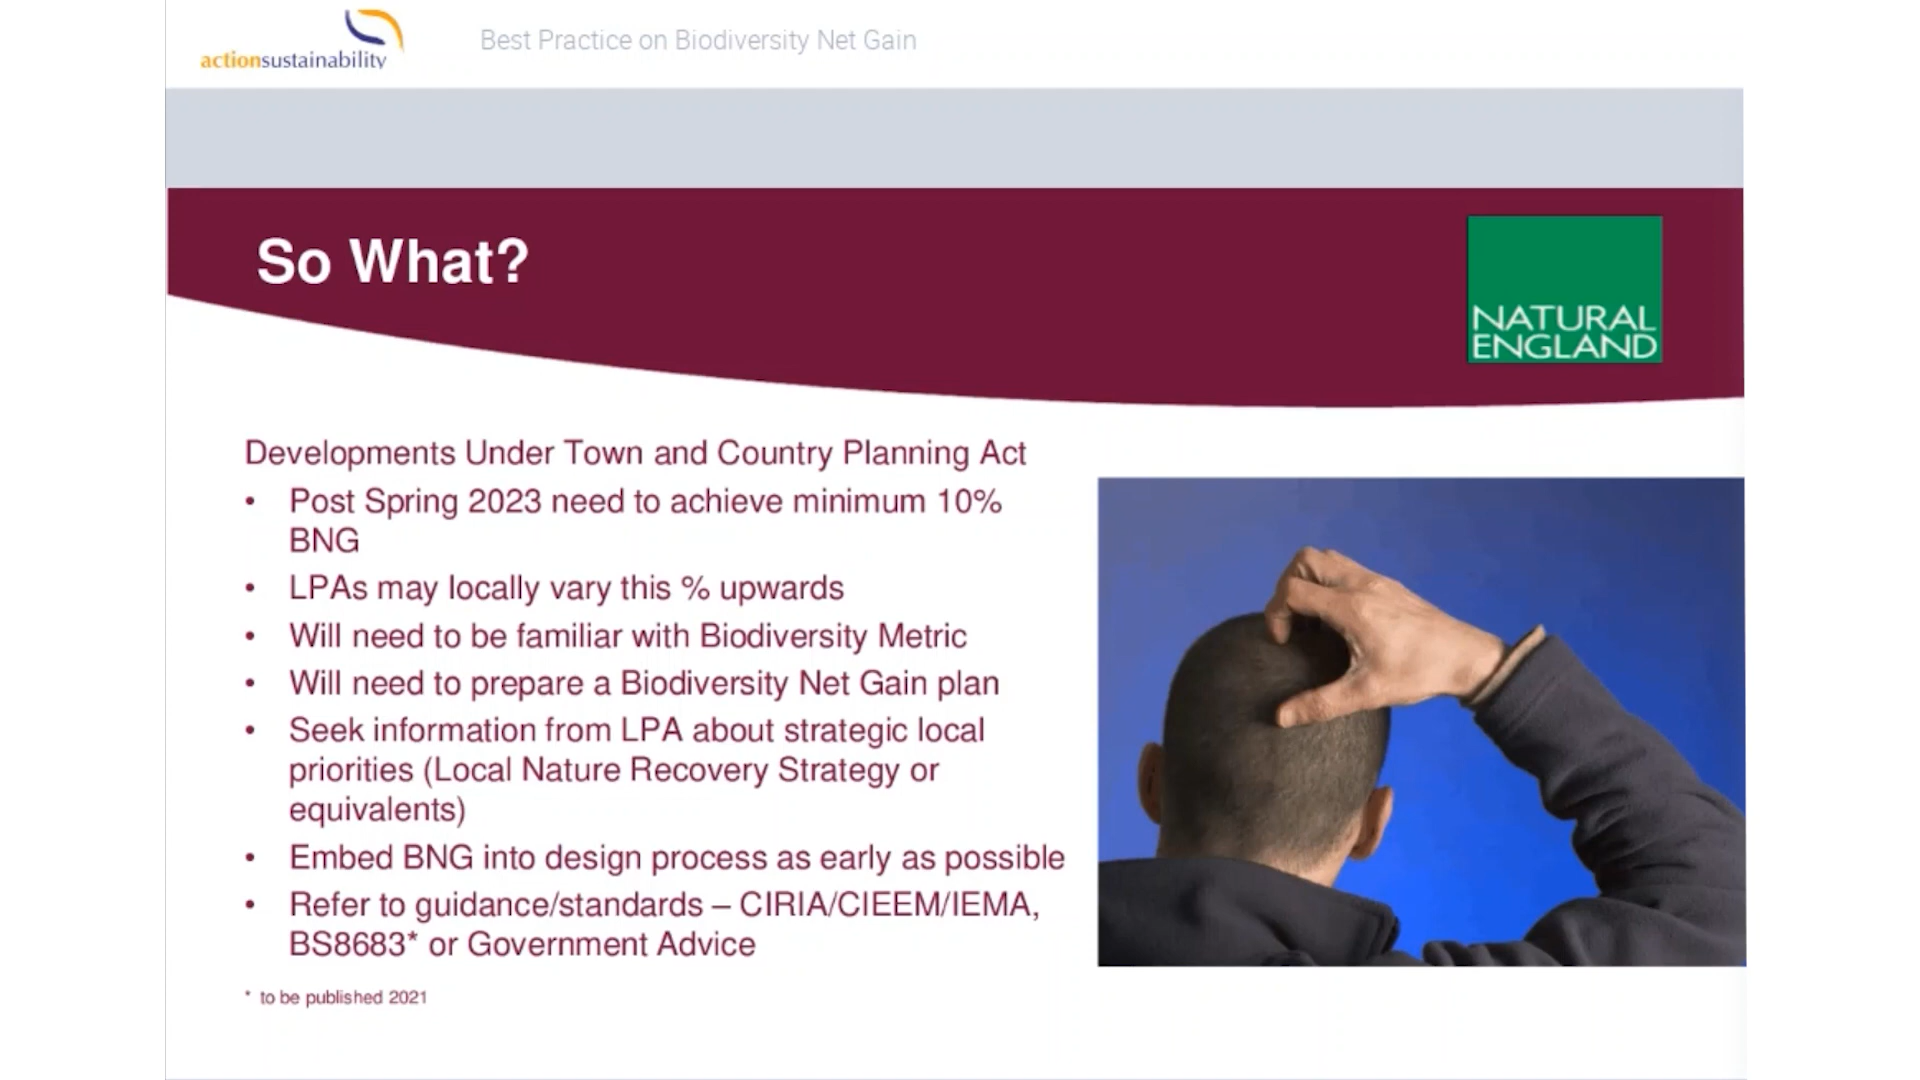 actionsustainability
Best Practice on Biodiversity Net Gain
So What?
NATURAL
ENGLAND
Developments Under Town and Country Planning Act
• Post Spring 2023 need to achieve minimum 10%
BNG
• LPAs may locally vary this % upwards
• Will need to be familiar with Biodiversity Metric
• Will need to prepare a Biodiversity Net Gain plan
• Seek information from LPA about strategic local
priorities (Local Nature Recovery Strategy or
equivalents)
• Embed BNG into design process as early as possible
• Refer to guidance/standards – CIRIA/CIEEM/IEMA,
BS8683* or Government Advice
* to be published 2021